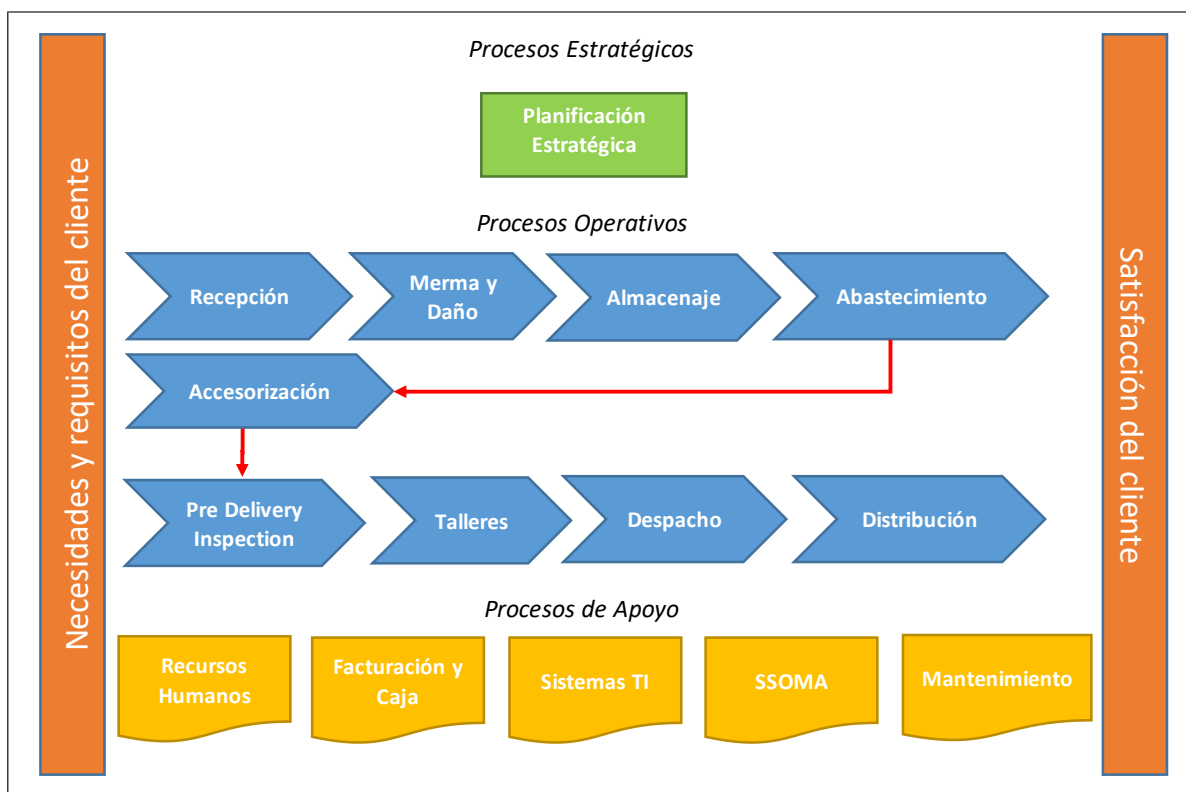 Necesidades y requisitos del cliente
Procesos Estratégicos
Planificación
Estratégica
Procesos Operativos
Recepción
Merma y
Daño
Almacenaje
Abastecimiento
Accesorización
Pre Delivery
Inspection
Talleres
Despacho
Distribución
Procesos de Apoyo
Recursos
Humanos
Facturación y
Caja
Sistemas TI
SSOMA
Mantenimiento
Satisfacción del cliente